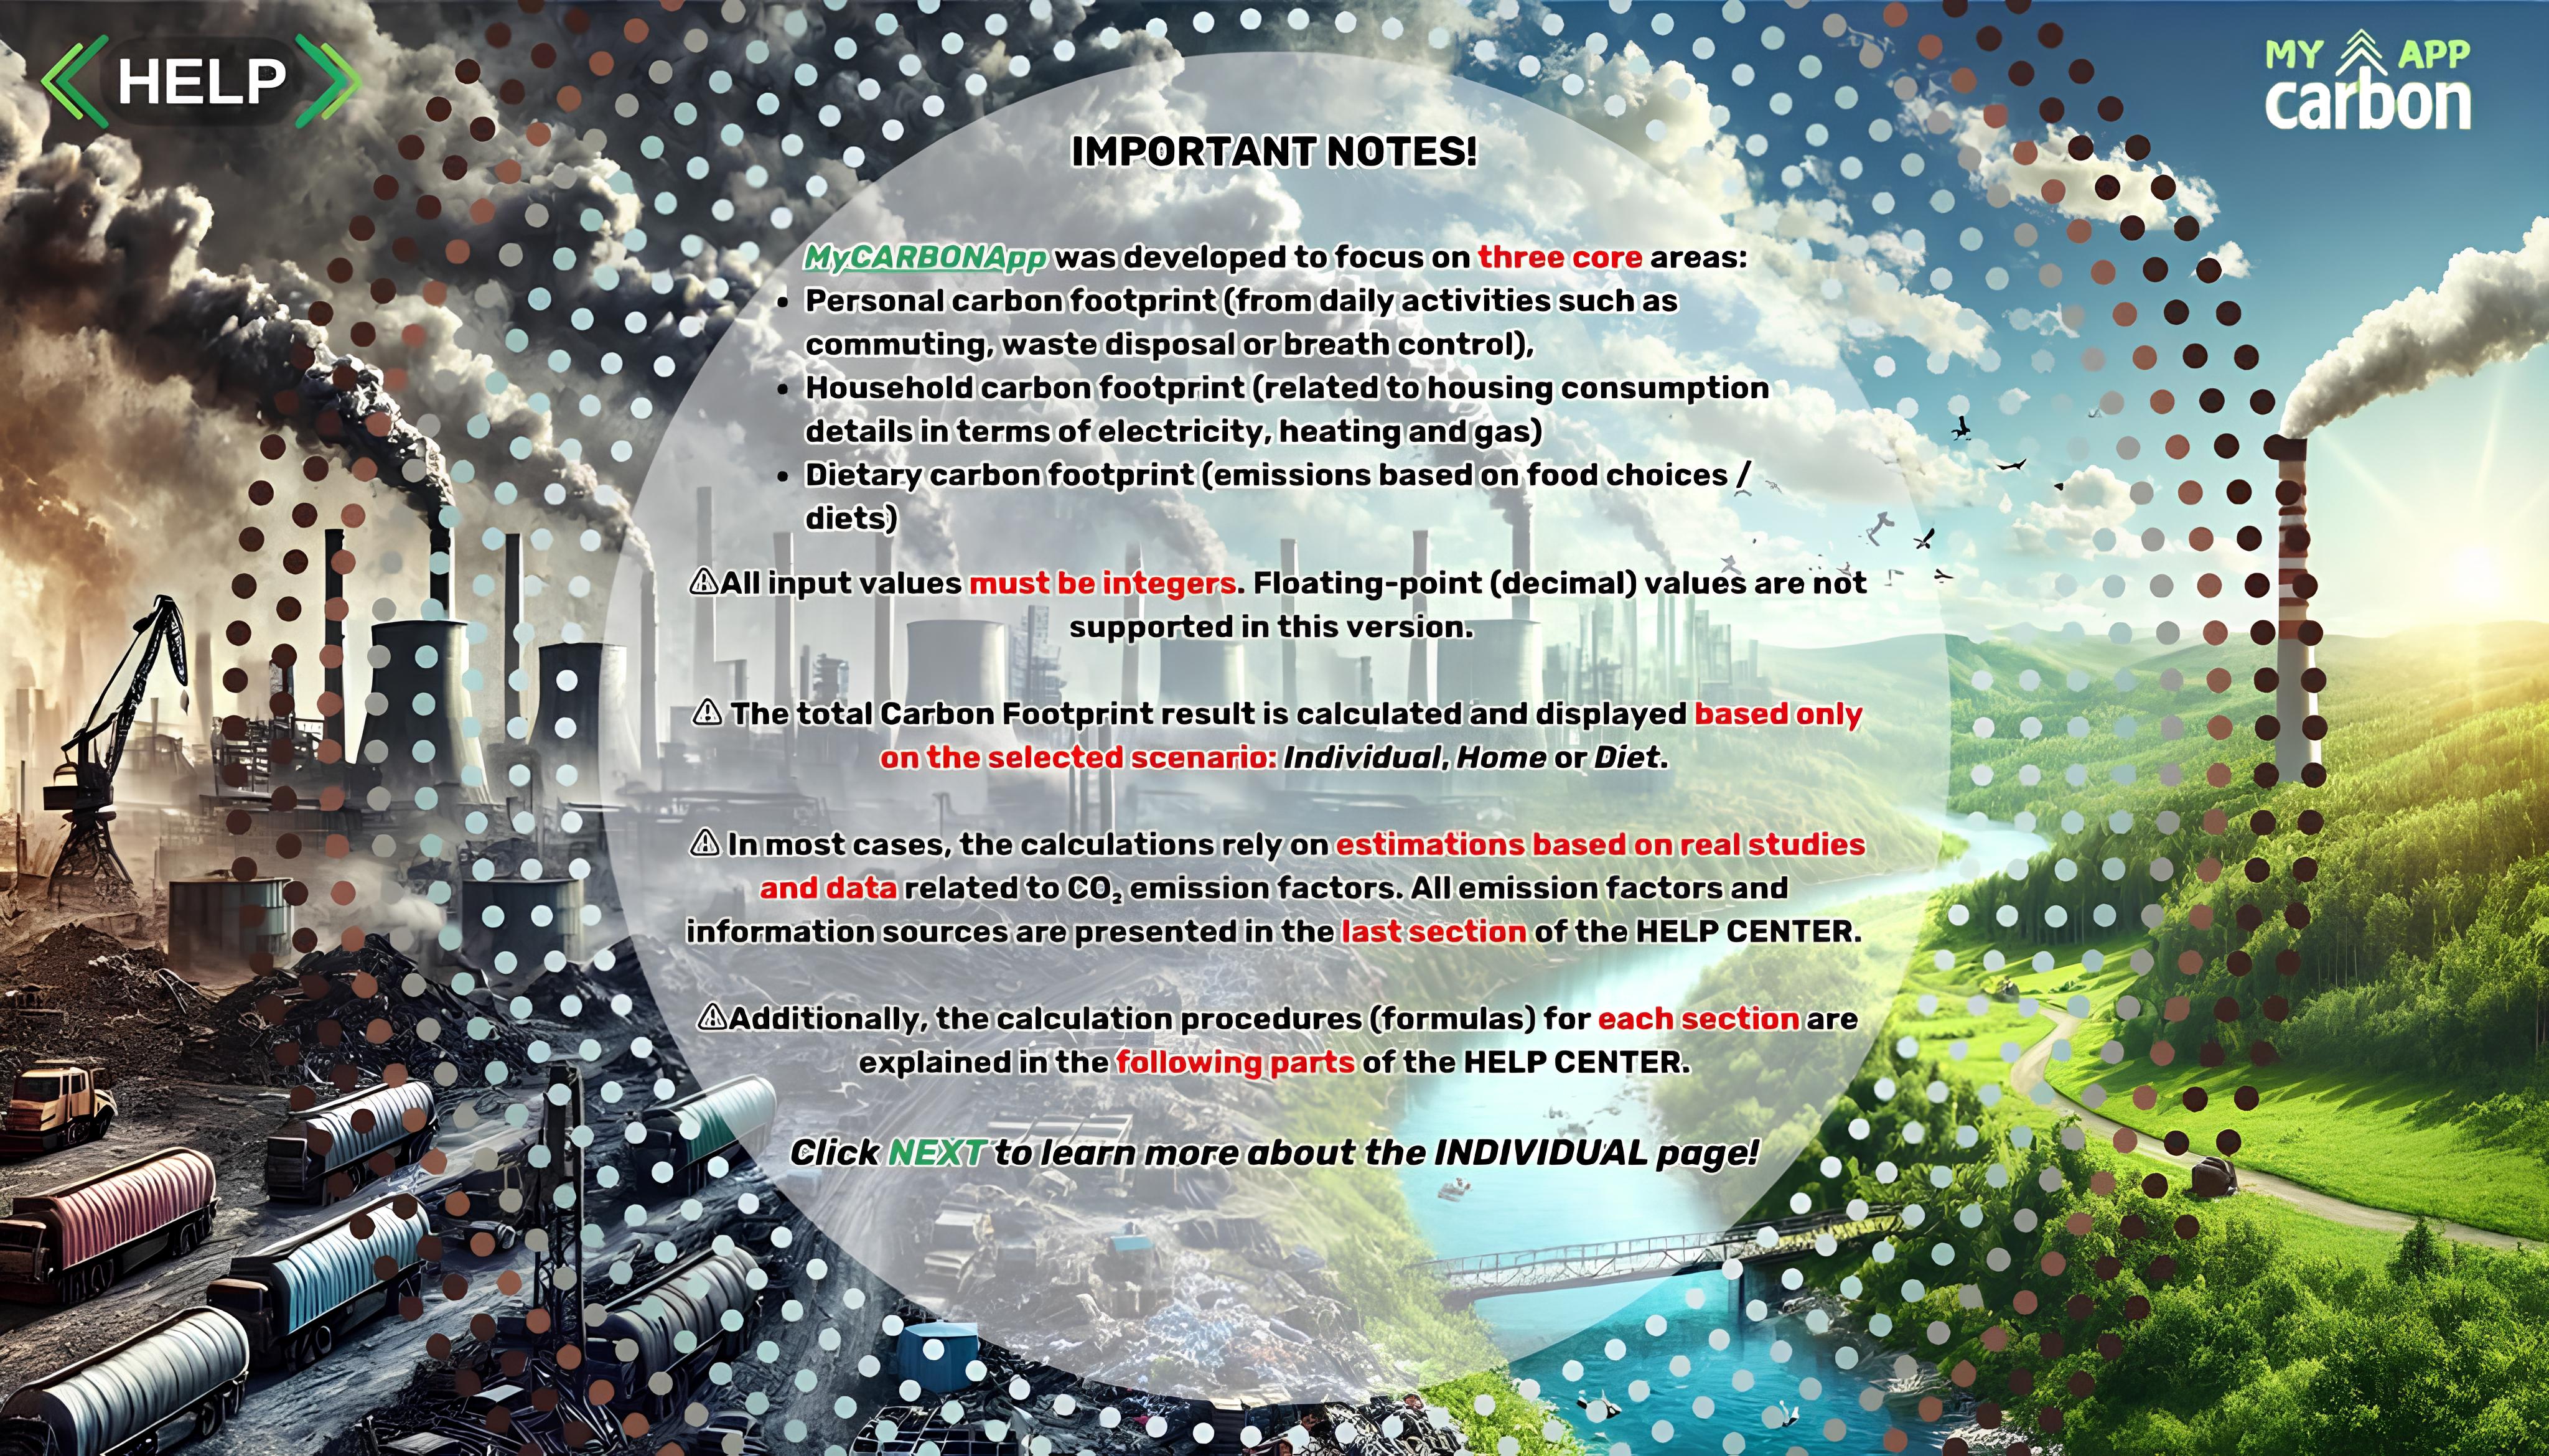 HELP
MY APP
carbon
IMPORTANT NOTES!
MyCARBONApp was developed to focus on three core areas:
• Personal carbon footprint (from daily activities such as
commuting, waste disposal or breath control),
• Household carbon footprint (related to housing consumption
details in terms of electricity, heating and gas)
• Dietary carbon footprint (emissions based on food choices /
diets)
⚠All input values must be integers. Floating-point (decimal) values are not
supported in this version.
⚠ The total Carbon Footprint result is calculated and displayed based only
on the selected scenario: Individual, Home or Diet.
⚠ In most cases, the calculations rely on estimations based on real studies
and data related to CO₂ emission factors. All emission factors and
information sources are presented in the last section of the HELP CENTER.
⚠Additionally, the calculation procedures (formulas) for each section are
explained in the following parts of the HELP CENTER.
Click NEXT to learn more about the INDIVIDUAL page!